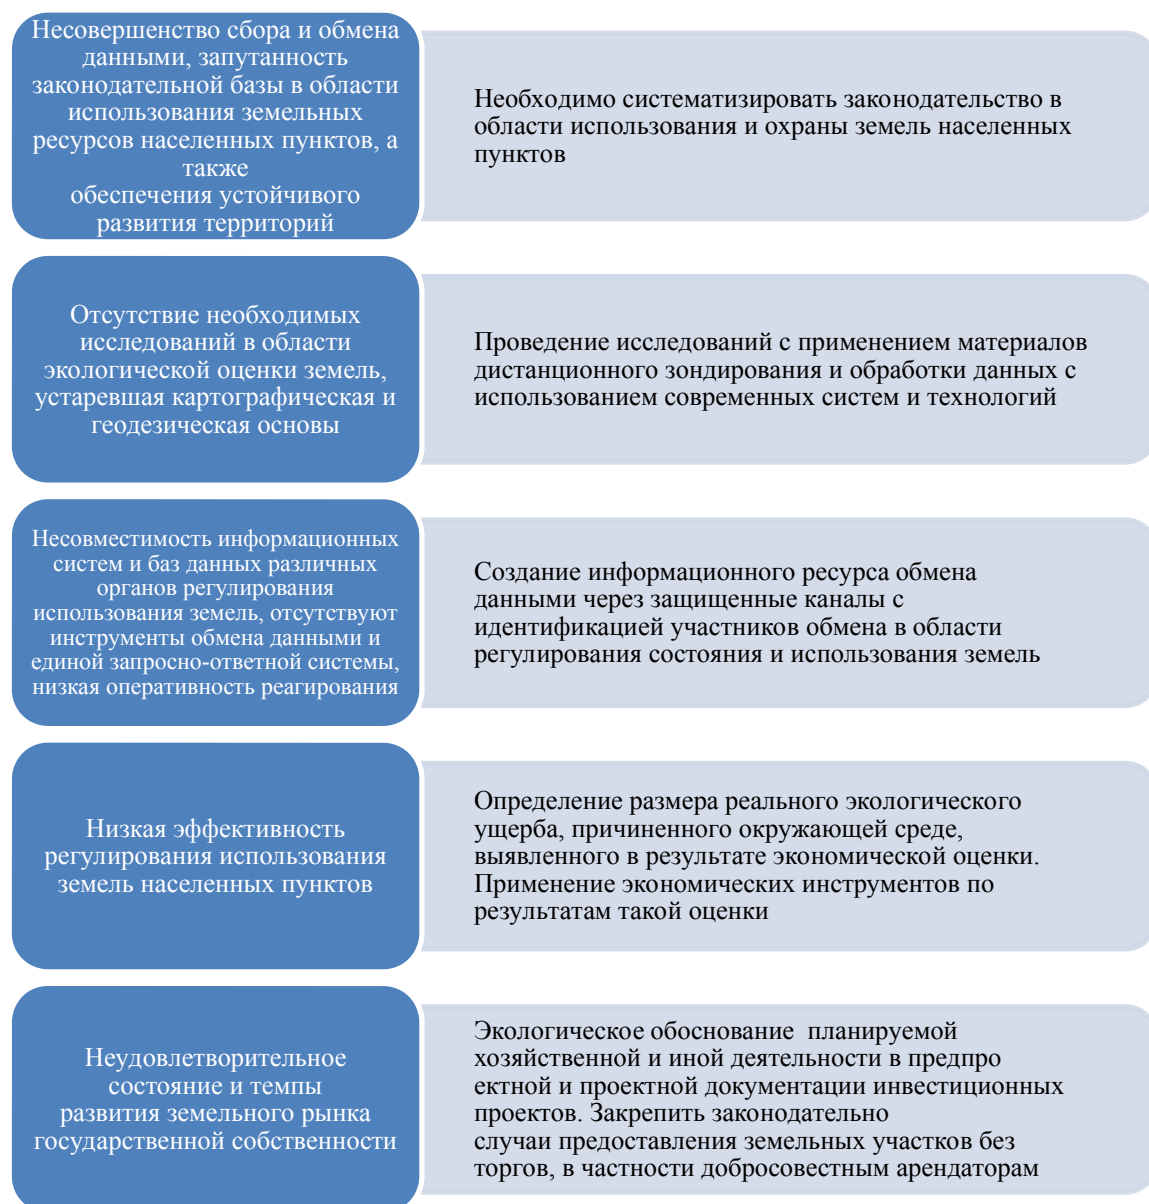 Несовершенство сбора и обмена
данными, запутанность
законодательной базы в области
использования земельных
ресурсов населенных пунктов, а
также
обеспечения устойчивого
развития территорий
Необходимо систематизировать законодательство в
области использования и охраны земель населенных
пунктов
Отсутствие необходимых
исследований в области
экологической оценки земель,
устаревшая картографическая и
геодезическая основы
Проведение исследований с применением материалов
дистанционного зондирования и обработки данных с
использованием современных систем и технологий
Несовместимость информационных
систем и баз данных различных
органов регулирования
использования земель, отсутствуют
инструменты обмена данными и
единой запросно-ответной системы,
низкая оперативность реагирования
Создание информационного ресурса обмена
данными через защищенные каналы с
идентификацией участников обмена в области
регулирования состояния и использования земель
Низкая эффективность
регулирования использования
земель населенных пунктов
Определение размера реального экологического
ущерба, причиненного окружающей среде,
выявленного в результате экономической оценки.
Применение экономических инструментов по
результатам такой оценки
Неудовлетворительное
состояние и темпы
развития земельного рынка
государственной собственности
Экологическое обоснование  планируемой
хозяйственной и иной деятельности в предпро
ектной и проектной документации инвестиционных
проектов. Закрепить законодательно
случаи предоставления земельных участков без
торгов, в частности добросовестным арендаторам